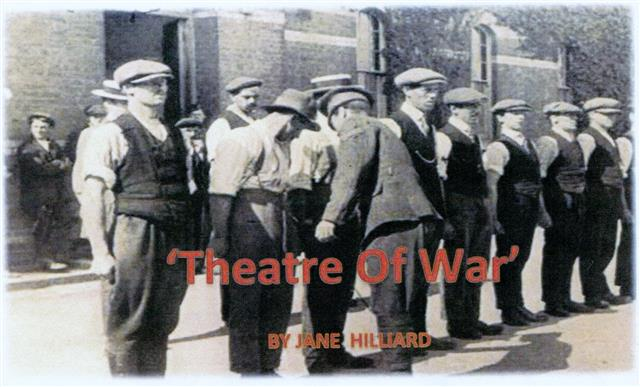 ‘Theatre Of War’
BY JANE HILLIARD